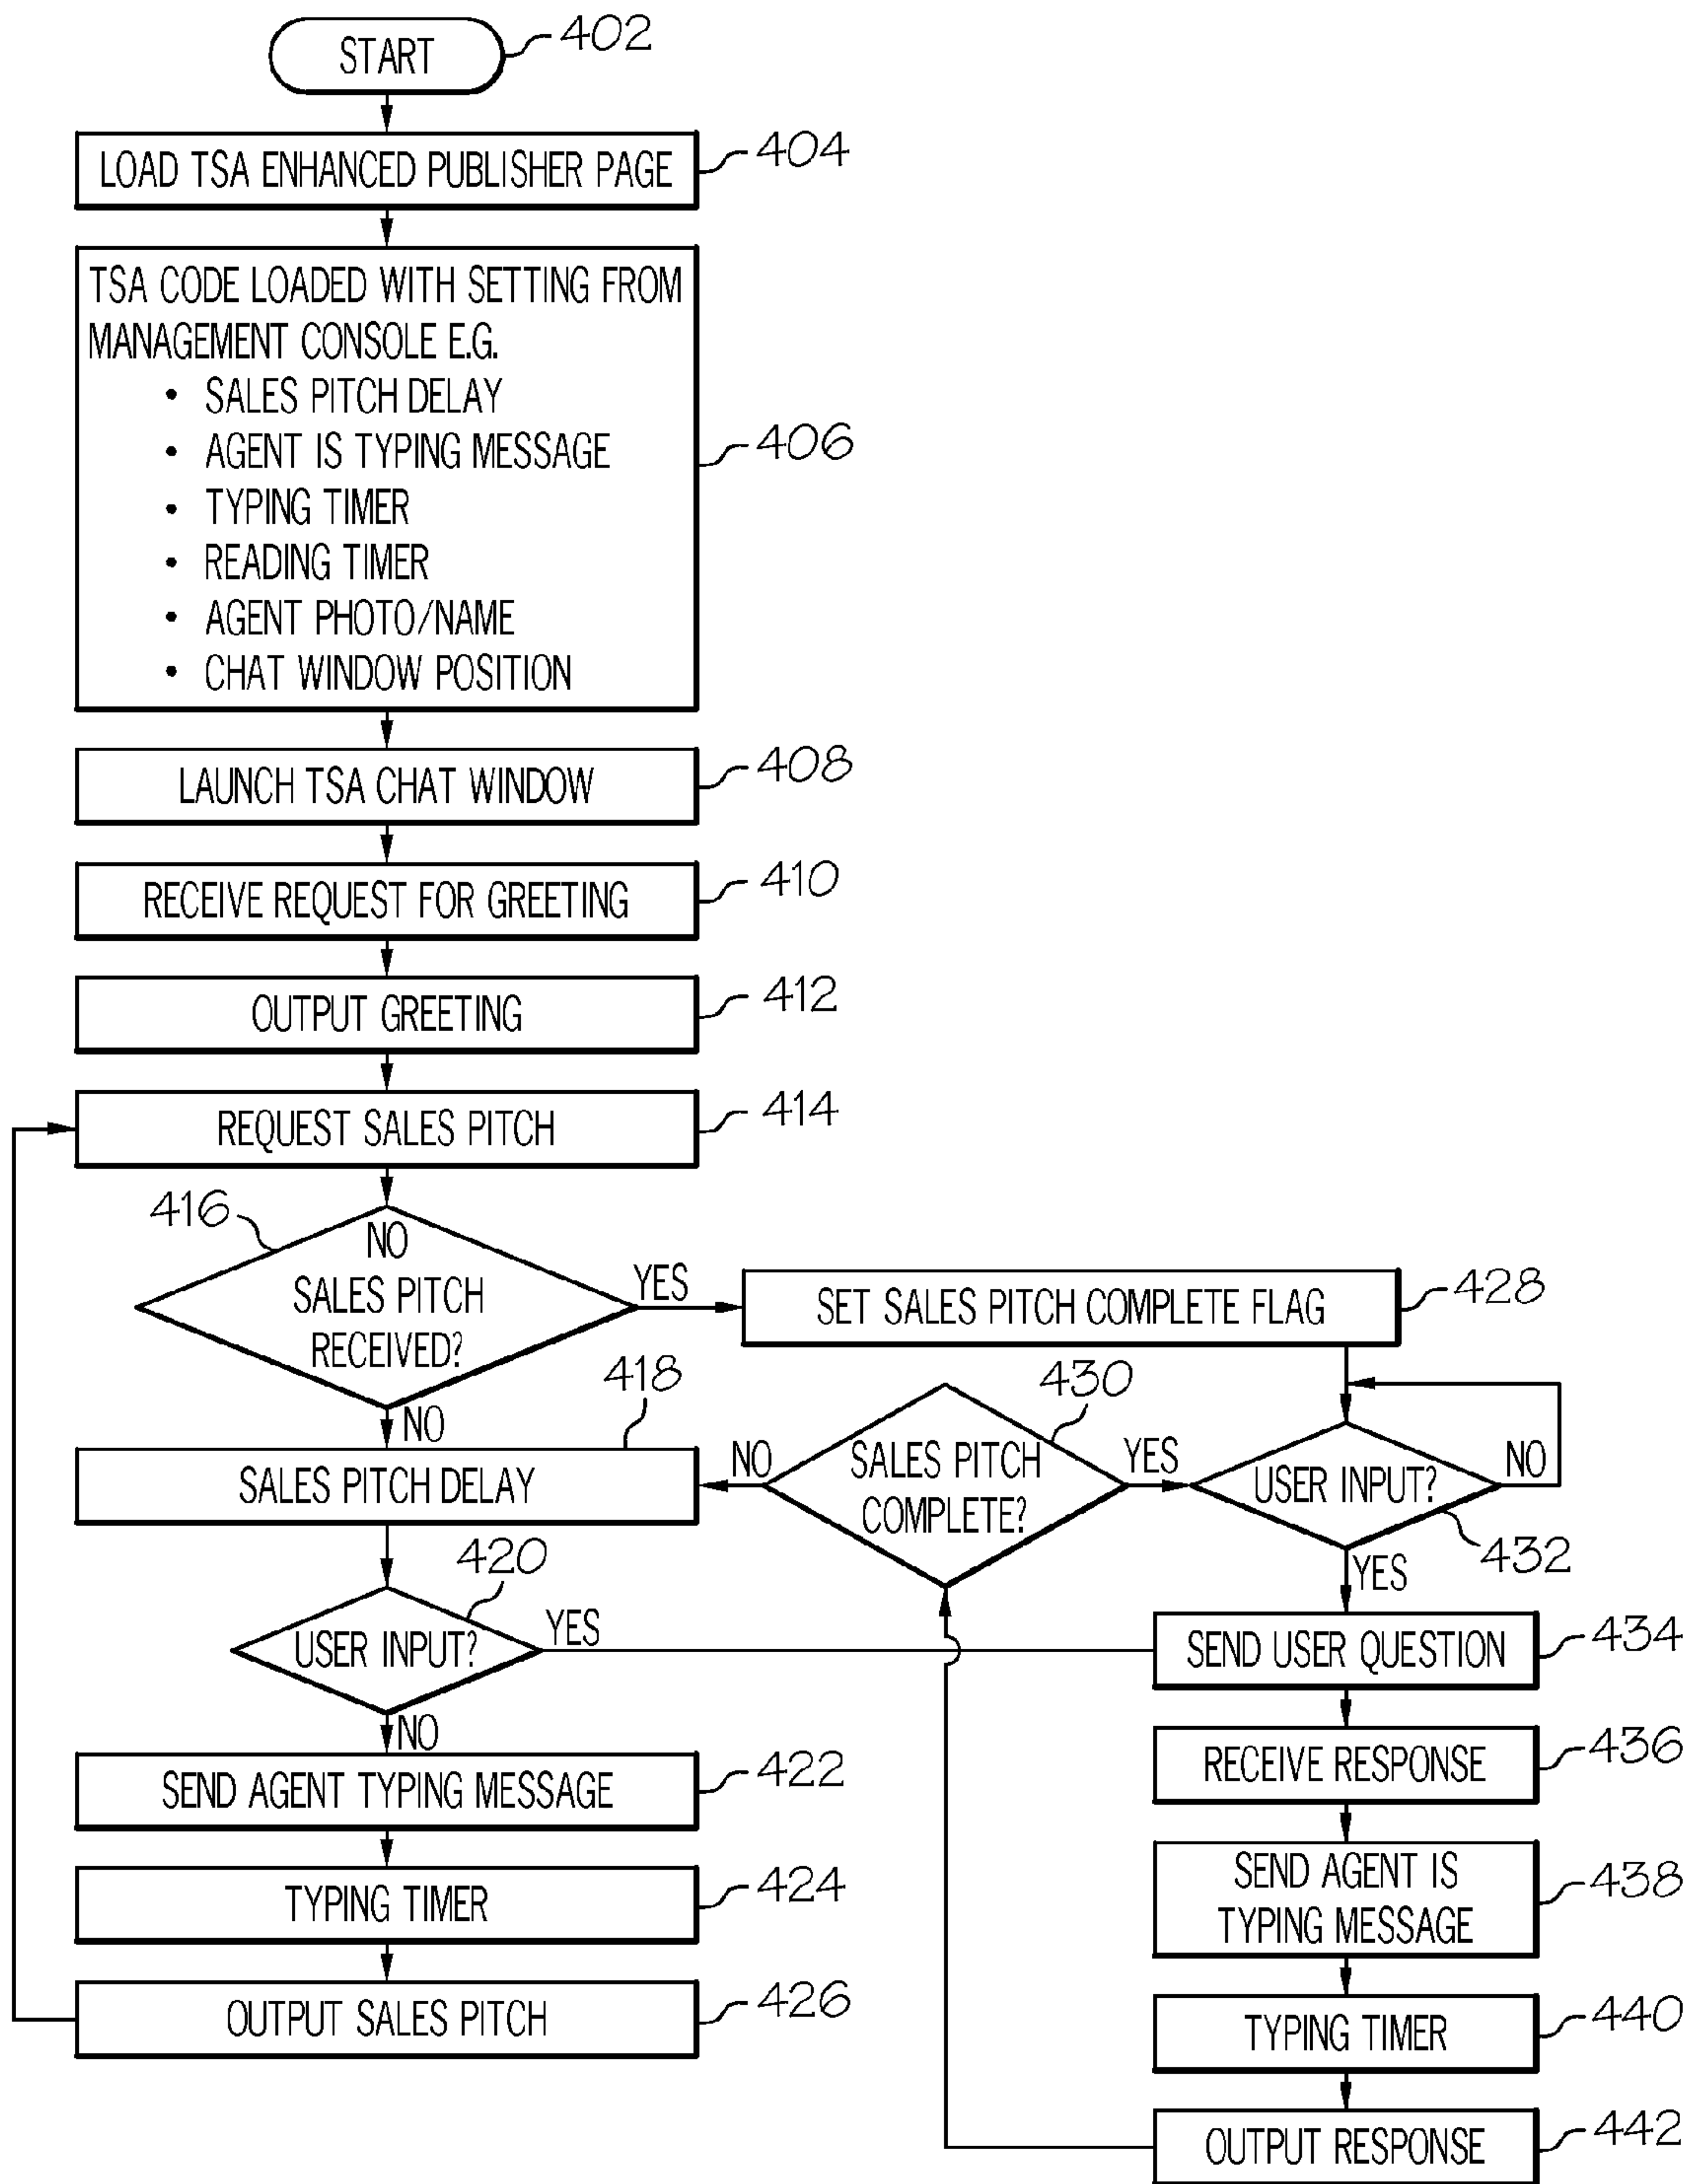 START
402
LOAD TSA ENHANCED PUBLISHER PAGE
404
TSA CODE LOADED WITH SETTING FROM
MANAGEMENT CONSOLE E.G.
• SALES PITCH DELAY
• AGENT IS TYPING MESSAGE
• TYPING TIMER
• READING TIMER
• AGENT PHOTO/NAME
• CHAT WINDOW POSITION
406
LAUNCH TSA CHAT WINDOW
408
RECEIVE REQUEST FOR GREETING
410
OUTPUT GREETING
412
REQUEST SALES PITCH
414
416
NO
SALES PITCH
RECEIVED?
YES
NO
SET SALES PITCH COMPLETE FLAG
428
418
SALES PITCH DELAY
NO
430
SALES PITCH
COMPLETE?
YES
USER INPUT?
NO
432
YES
420
USER INPUT?
YES
NO
SEND USER QUESTION
434
SEND AGENT TYPING MESSAGE
422
RECEIVE RESPONSE
436
TYPING TIMER
424
SEND AGENT IS
TYPING MESSAGE
438
OUTPUT SALES PITCH
426
TYPING TIMER
440
OUTPUT RESPONSE
442